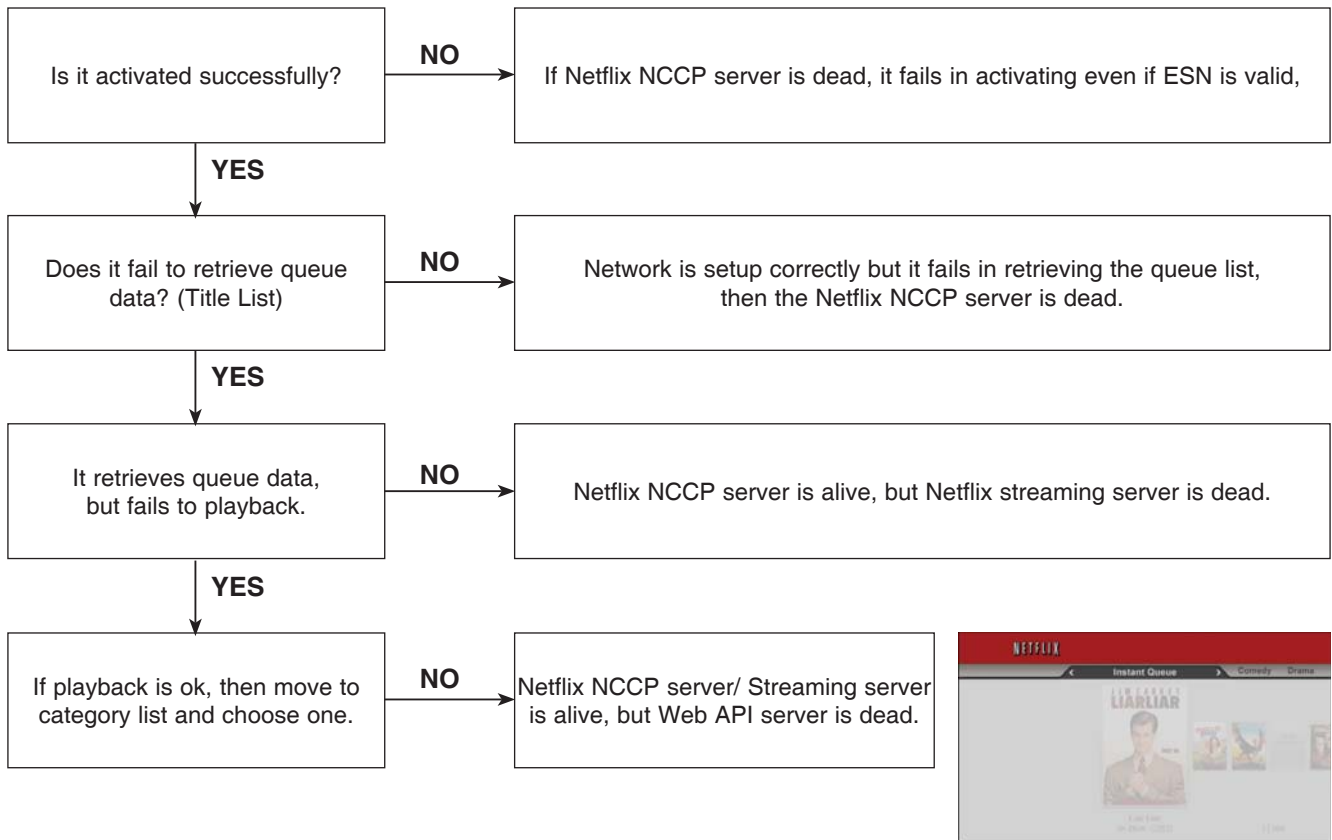 Is it activated successfully?
NO
If Netflix NCCP server is dead, it fails in activating even if ESN is valid,
YES
Does it fail to retrieve queue
data? (Title List)
NO
Network is setup correctly but it fails in retrieving the queue list,
then the Netflix NCCP server is dead.
YES
It retrieves queue data,
but fails to playback.
NO
Netflix NCCP server is alive, but Netflix streaming server is dead.
YES
If playback is ok, then move to
category list and choose one.
NO
Netflix NCCP server/ Streaming server
is alive, but Web API server is dead.
NETFLIX
Instant Queue
Comedy
Drama
LIAR LIAR